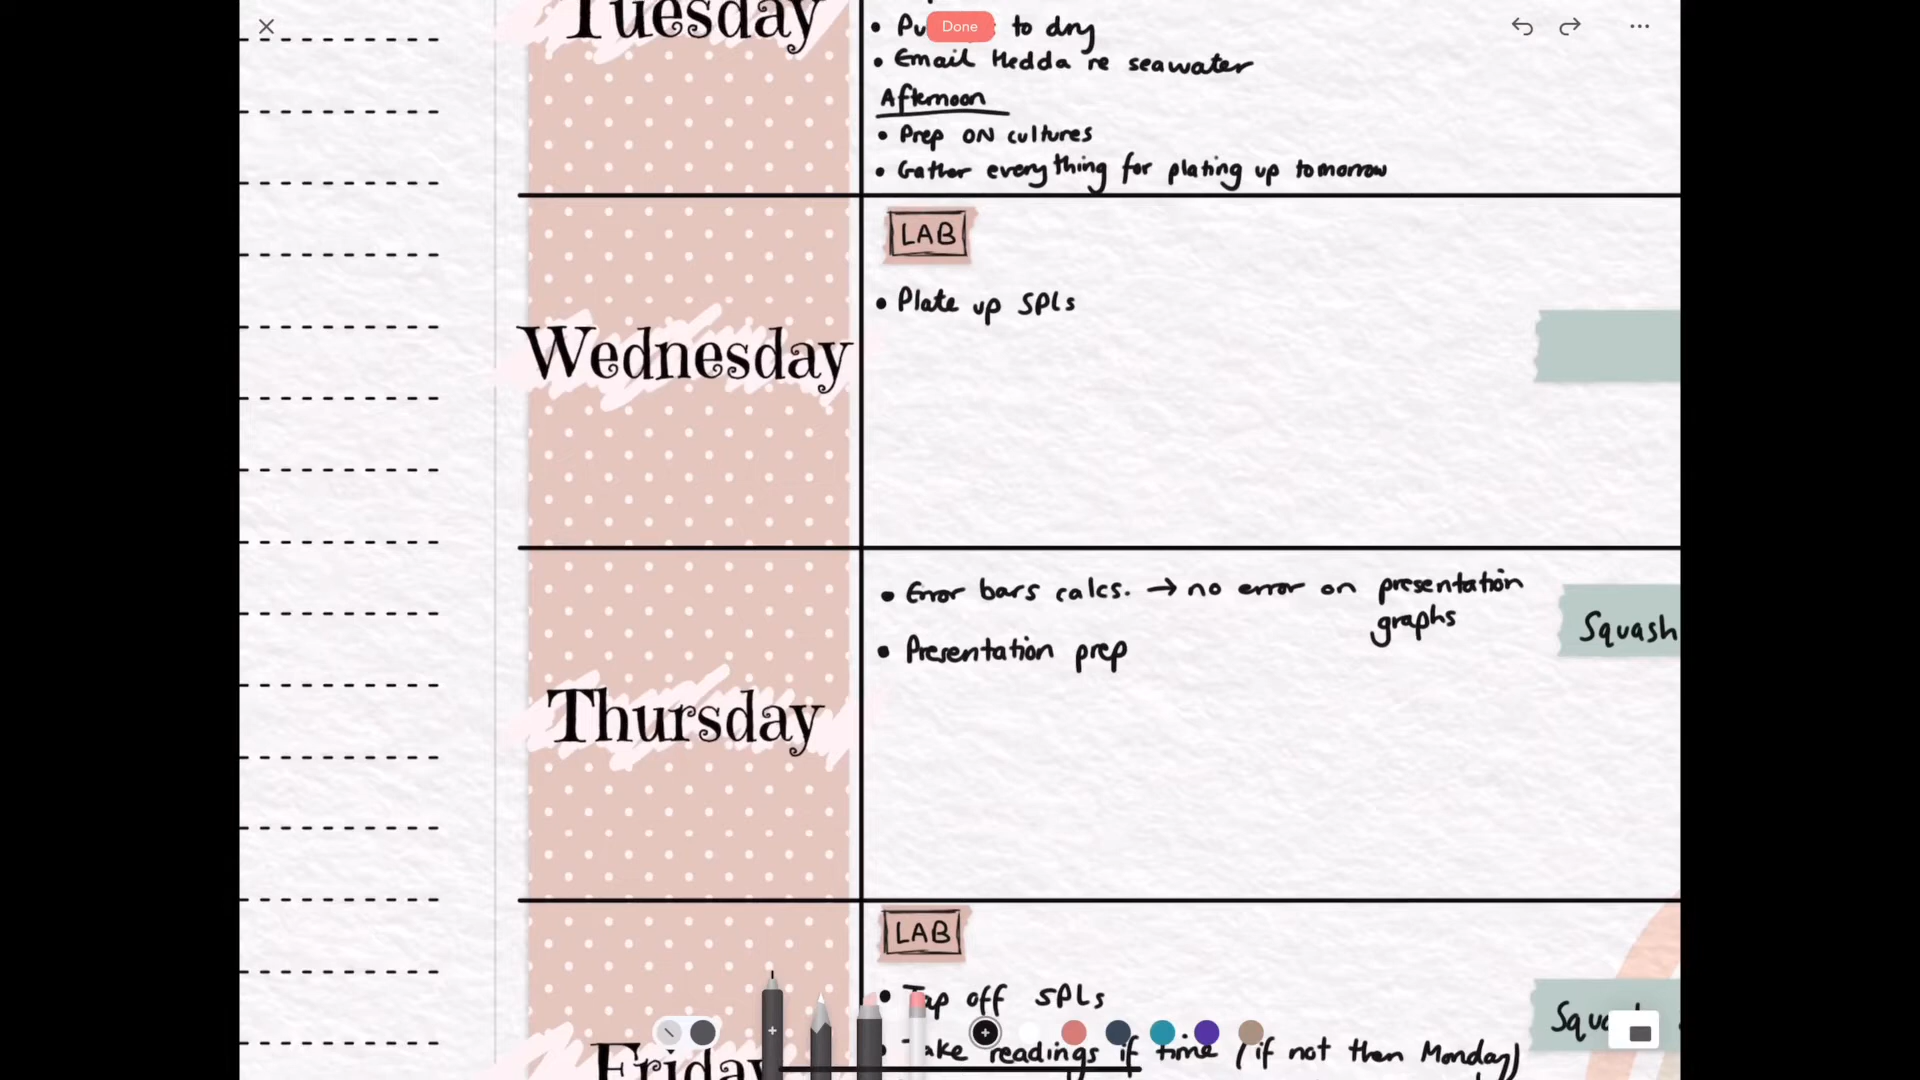 Tuesday
to dry
Done
• Email Hedda re seawater
Afternoon
• Prep ON cultures
• Gather everything for plating up tomorrow
Wednesday
LAB
• Plate up SPLs
Thursday
• Error bars calcs. → no error on presentation
graphs
• Presentation prep
Squash
Friday
LAB
• Tap off SPLs
readings if time (if not then Monday)